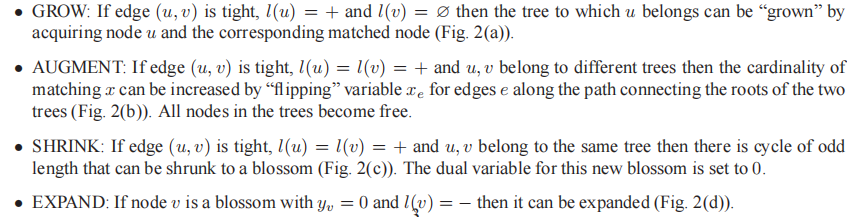 • GROW: If edge (u, v) is tight, l(u) = + and l(v) = ∅ then the tree to which u belongs can be “grown” by
acquiring node u and the corresponding matched node (Fig. 2(a)).
• AUGMENT: If edge (u, v) is tight, l(u) = l(v) = + and u, v belong to different trees then the cardinality of
matching x can be increased by “flipping” variable xₑ for edges e along the path connecting the roots of the two
trees (Fig. 2(b)). All nodes in the trees become free.
• SHRINK: If edge (u, v) is tight, l(u) = l(v) = + and u, v belong to the same tree then there is cycle of odd
length that can be shrunk to a blossom (Fig. 2(c)). The dual variable for this new blossom is set to 0.
• EXPAND: If node v is a blossom with yᵥ = 0 and l(v) = − then it can be expanded (Fig. 2(d)).